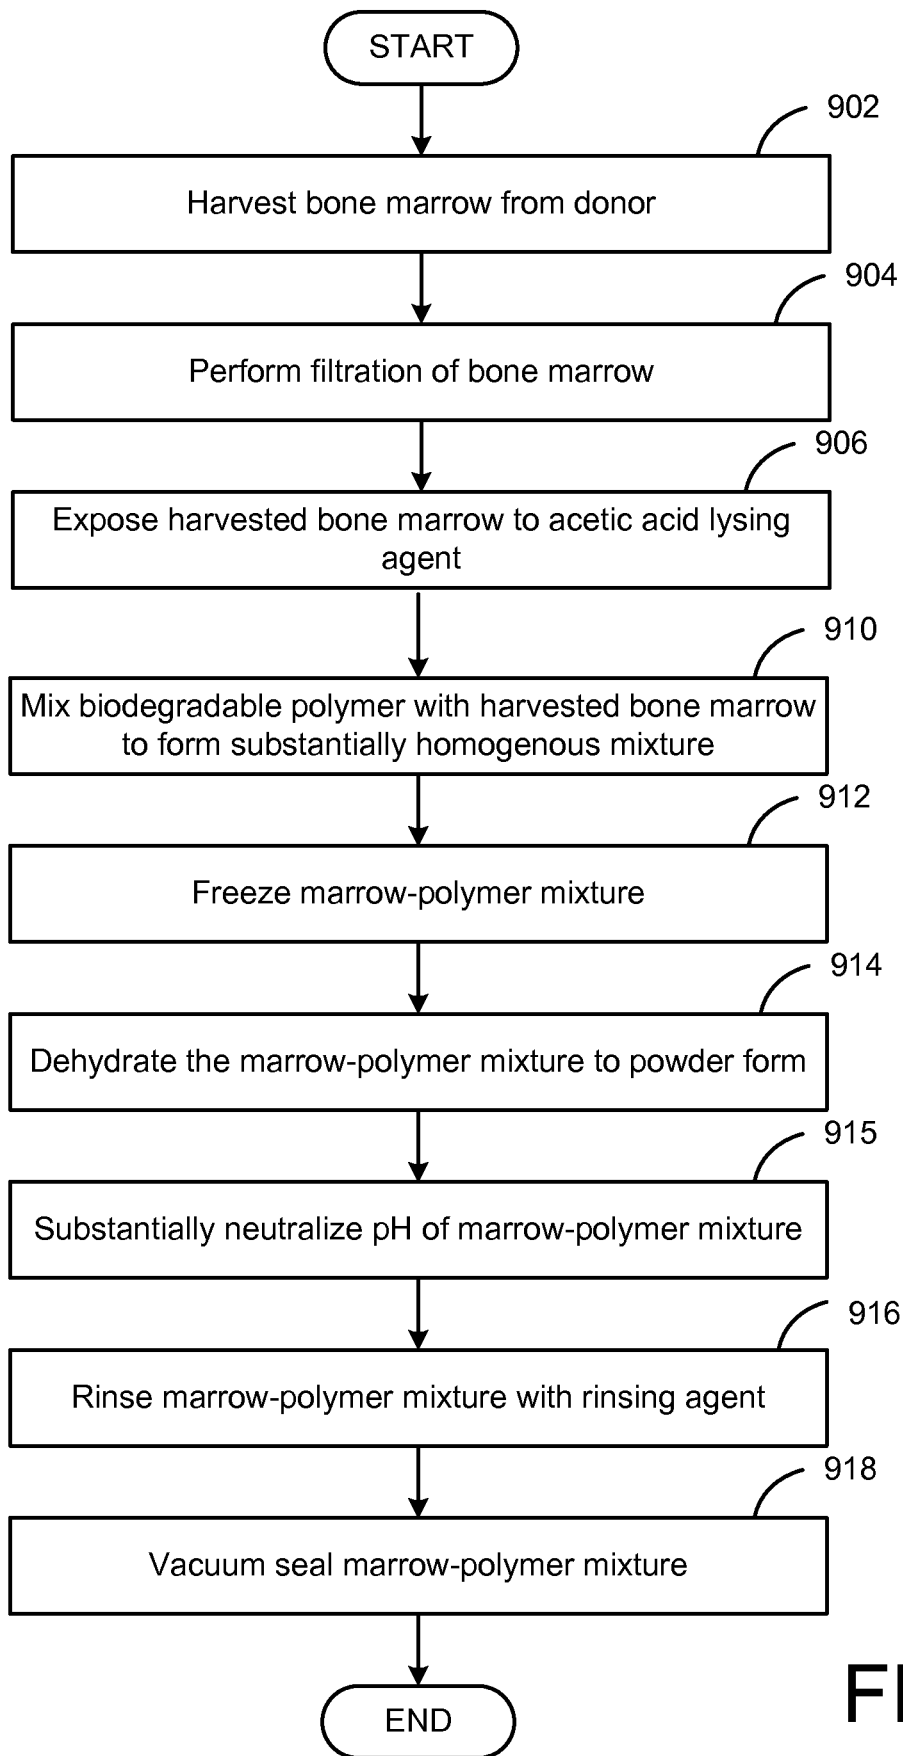 START
902
Harvest bone marrow from donor
904
Perform filtration of bone marrow
906
Expose harvested bone marrow to acetic acid lysing
agent
910
Mix biodegradable polymer with harvested bone marrow
to form substantially homogenous mixture
912
Freeze marrow-polymer mixture
914
Dehydrate the marrow-polymer mixture to powder form
915
Substantially neutralize pH of marrow-polymer mixture
916
Rinse marrow-polymer mixture with rinsing agent
918
Vacuum seal marrow-polymer mixture
END